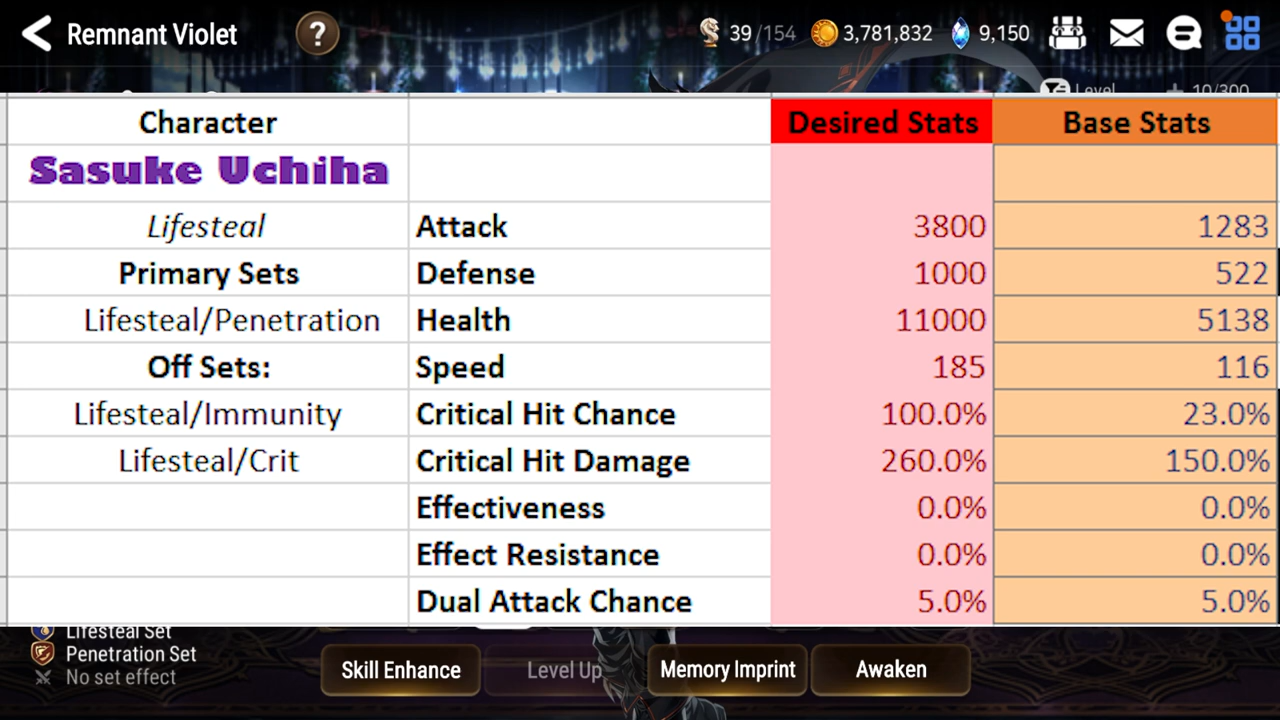 Remnant Violet ? 39/154 3,781,832 9,150
Level 10/300
Character Desired Stats Base Stats
Sasuke Uchiha
Lifesteal Attack 3800 1283
Primary Sets Defense 1000 522
Lifesteal/Penetration Health 11000 5138
Off Sets: Speed 185 116
Lifesteal/Immunity Critical Hit Chance 100.0% 23.0%
Lifesteal/Crit Critical Hit Damage 260.0% 150.0%
Effectiveness 0.0% 0.0%
Effect Resistance 0.0% 0.0%
Dual Attack Chance 5.0% 5.0%
Lifesteal Set
Penetration Set
No set effect
Skill Enhance Level Up Memory Imprint Awaken